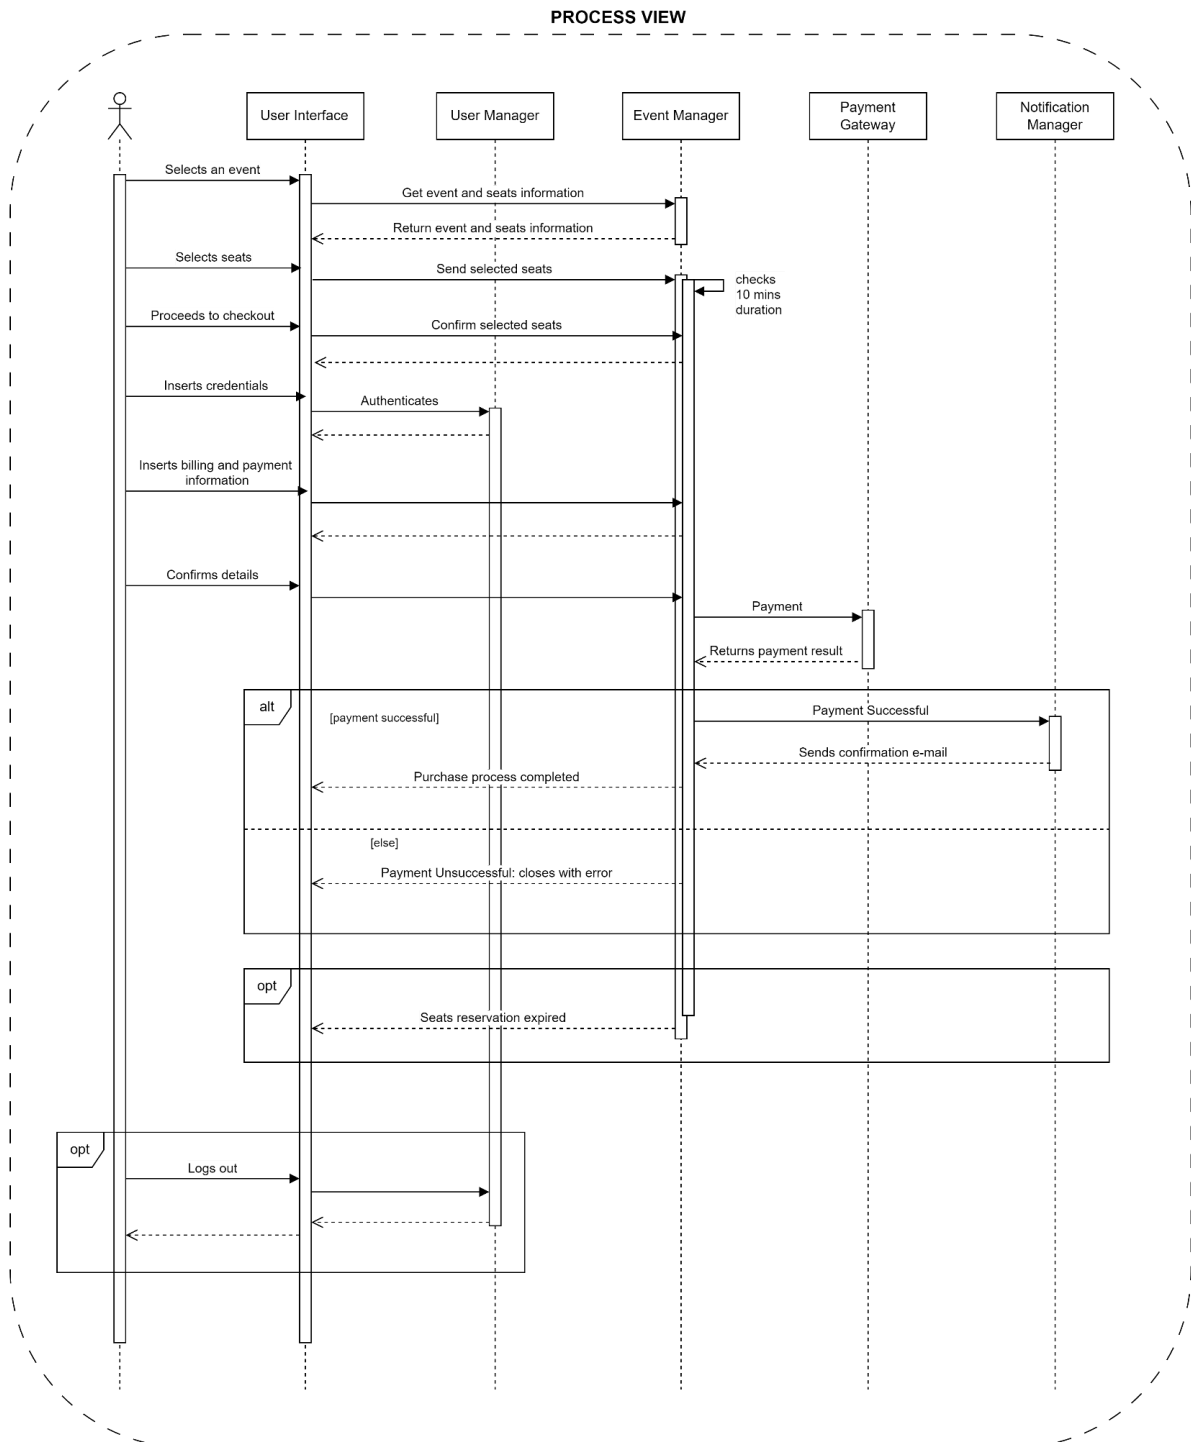 PROCESS VIEW
User Interface
User Manager
Event Manager
Payment
Gateway
Notification
Manager
Selects an event
Get event and seats information
Return event and seats information
Selects seats
Send selected seats
checks
10 mins
duration
Proceeds to checkout
Confirm selected seats
Inserts credentials
Authenticates
Inserts billing and payment
information
Confirms details
Payment
Returns payment result
alt
[payment successful]
Payment Successful
Sends confirmation e-mail
Purchase process completed
[else]
Payment Unsuccessful: closes with error
opt
Seats reservation expired
opt
Logs out